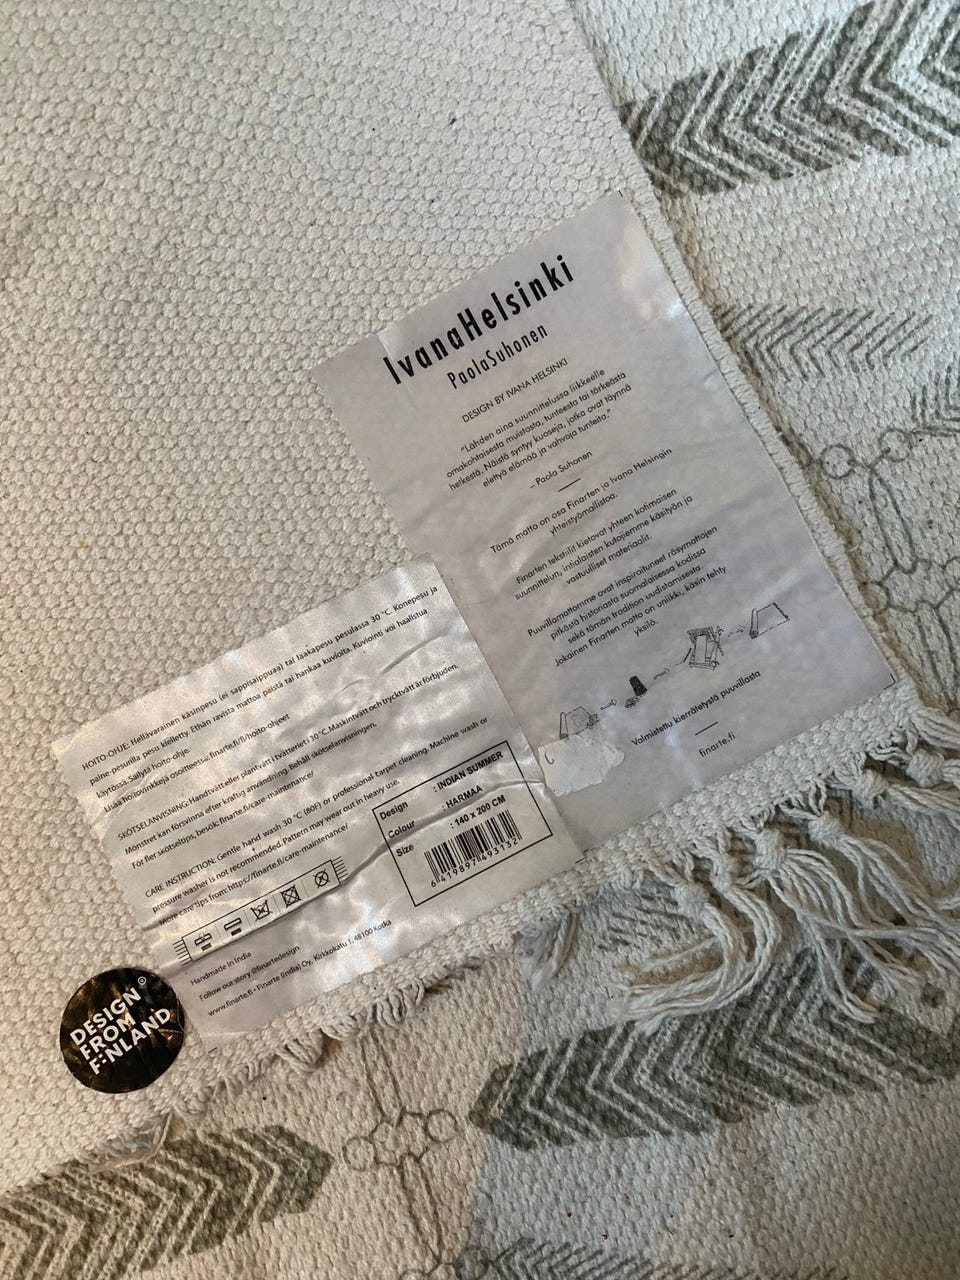 IvanaHelsinki
PaolaSuhonen
DESIGN BY IVANA HELSINKI
"Lähden aina suunnittelussa liikkeelle
omakohtaisesta muistosta, tunteesta tai tärkeästä
hetkestä. Näistä syntyy kuoseja, jotka ovat täynnä
elettyä elämää ja vahvoja tunteita."
– Paola Suhonen
Tämä matto on osa Finarten ja Ivana Helsingin
yhteistyömallistoa.
Finarten tekstiilit kietovat yhteen kotimaisen
suunnittelun, intialaisten kutojiemme käsityön ja
vastuulliset materiaalit.
Puuvillamattomme ovat inspiroituneet räsymattojen
pitkästä historiasta suomalaisessa kodissa
sekä tämän tradition uudistamisesta.
Jokainen Finarten matto on uniikki, käsin tehty
yksilö.
Valmistettu kierrätetystä puuvillasta
finarte.fi
HOITO-OHJE: Hellävarainen käsinpesu (ei sappisaippuaa) tai laakapesu pesulassa 30 °C. Konepesu ja
paine-pesurilla pesu kielletty. Ethän ravista mattoa päistä tai hankaa kuvioita. Kuviointi voi haalistua
käytössä. Säilytä hoito-ohje.
Lisää hoitovinkkejä osoitteessa: finarte.fi/fi/hoito-ohjeet
SKÖTSELANVISNING: Handtvätt eller plantvätt i tvätteriet i 30 °C. Maskintvätt och trycktvätt är förbjuden.
Mönstret kan försvinna efter kraftig användning. Behåll skötselanvisningen.
För fler skötseltips, besök: finarte.fi/care-maintenance/
CARE INSTRUCTION: Gentle hand wash 30 °C (80F) or professional carpet cleaning. Machine wash or
pressure washer is not recommended. Pattern may wear out in heavy use.
More care tips from: https://finarte.fi/care-maintenance/
Design : INDIAN SUMMER
Colour : HARMAA
Size : 140 x 200 CM
6 419897 493132
Handmade in India
Follow our story @finartedesign
www.finarte.fi • Finarte (India) Oy, Kirkkokatu 1, 48100 Kotka
DESIGN
FROM
FINLAND